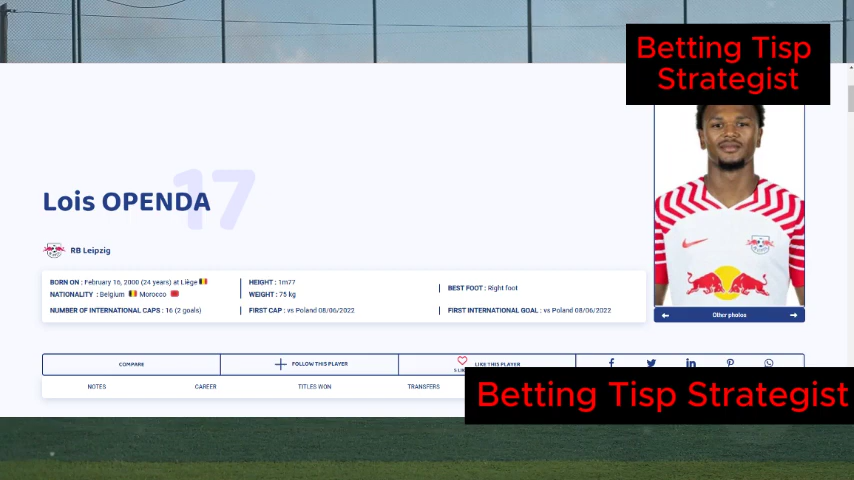 Betting Tisp
Strategist
17
Lois OPENDA
RB Leipzig
BORN ON : February 16, 2000 (24 years) at Liège
HEIGHT : 1m77
BEST FOOT : Right foot
NATIONALITY : Belgium Morocco
WEIGHT : 75 kg
NUMBER OF INTERNATIONAL CAPS : 16 (2 goals)
FIRST CAP : vs Poland 08/06/2022
FIRST INTERNATIONAL GOAL : vs Poland 08/06/2022
Other photos
COMPARE
FOLLOW THIS PLAYER
LIKE THIS PLAYER
NOTES
CAREER
TITLES WON
TRANSFERS
Betting Tisp Strategist